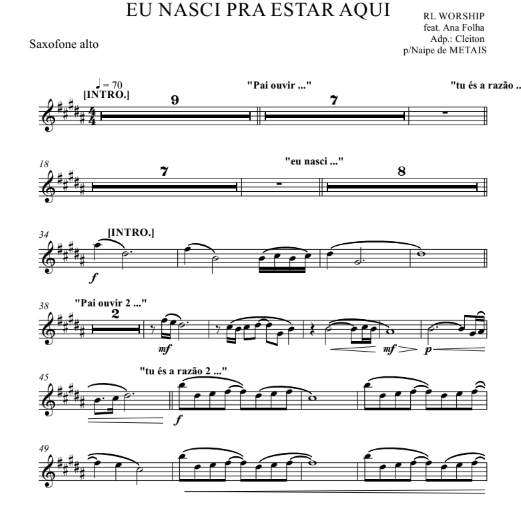 EU NASCI PRA ESTAR AQUI
RL WORSHIP
feat. Ana Folha
Adp.: Cleiton
p/Naipe de METAIS
Saxofone alto
♩ = 70
[INTRO.]
"Pai ouvir ..."
"tu és a razão ..
4
4
9
7
18
"eu nasci ..."
7
8
34
[INTRO.]
f
38
"Pai ouvir 2 ..."
2
mf
mf
p
45
"tu és a razão 2 ..."
f
49